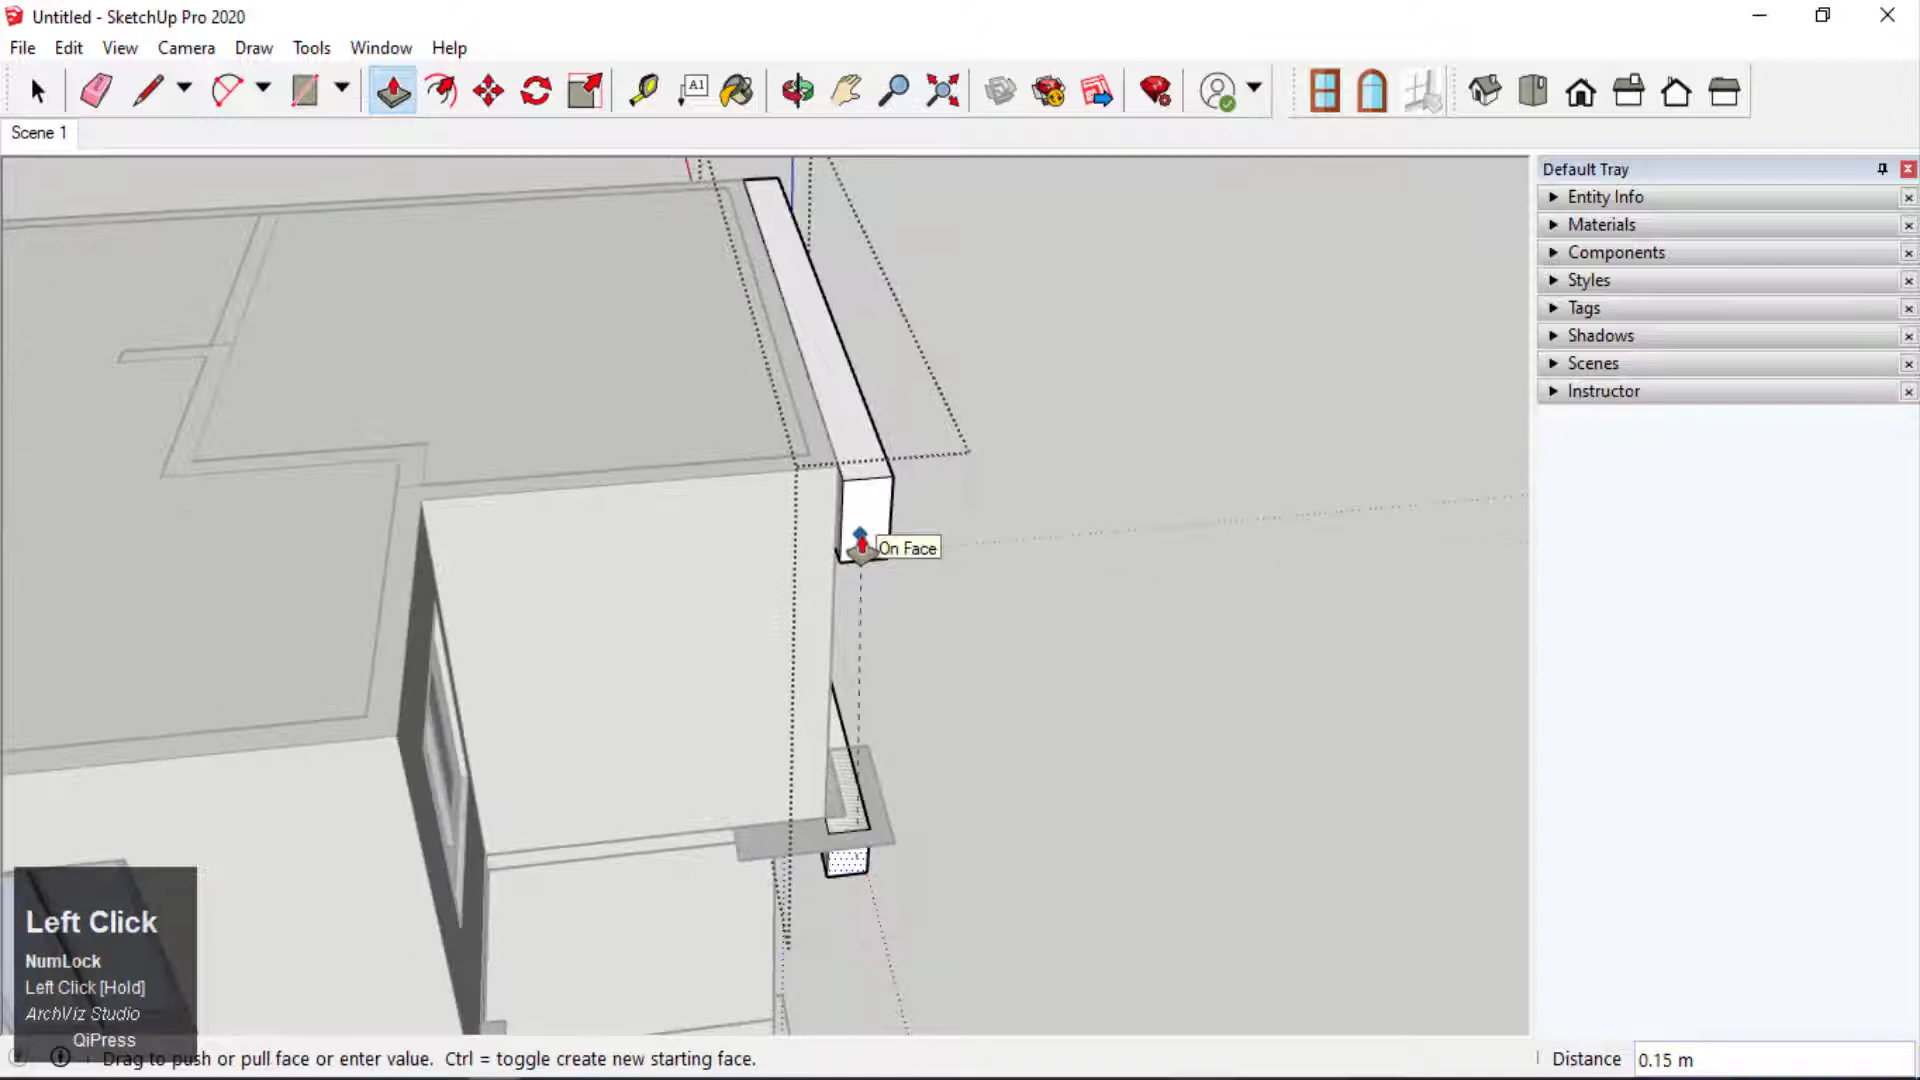 Untitled - SketchUp Pro 2020
File Edit View Camera Draw Tools Window Help
A1
Scene 1
Default Tray
Entity Info
Materials
Components
Styles
Tags
Shadows
Scenes
Instructor
On Face
Left Click
NumLock
Left Click [Hold]
ArchViz Studio
QiPress
Drag to push or pull face or enter value. Ctrl = toggle create new starting face.
Distance 0.15 m